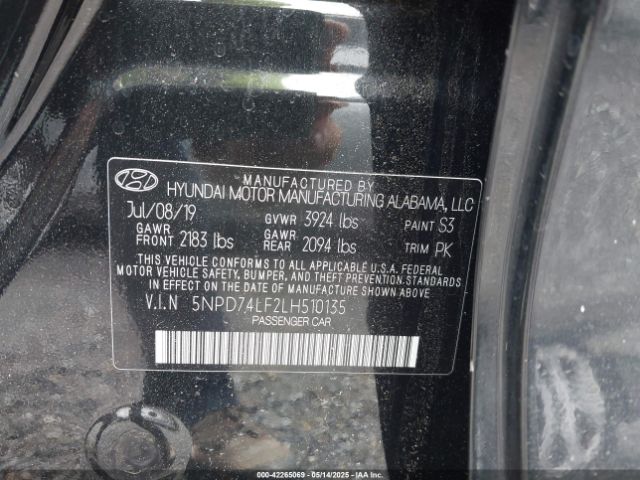 MANUFACTURED BY
HYUNDAI MOTOR MANUFACTURING ALABAMA, LLC
Jul/08/19 GVWR 3924 lbs PAINT S3
GAWR FRONT 2183 lbs GAWR REAR 2094 lbs TRIM PK
THIS VEHICLE CONFORMS TO ALL APPLICABLE U.S.A. FEDERAL
MOTOR VEHICLE SAFETY, BUMPER, AND THEFT PREVENTION STANDARDS
IN EFFECT ON THE DATE OF MANUFACTURE SHOWN ABOVE.
V.I.N 5NPD74LF2LH510135
PASSENGER CAR
000-42265069 - 05/14/2025 - IAAI, Inc.